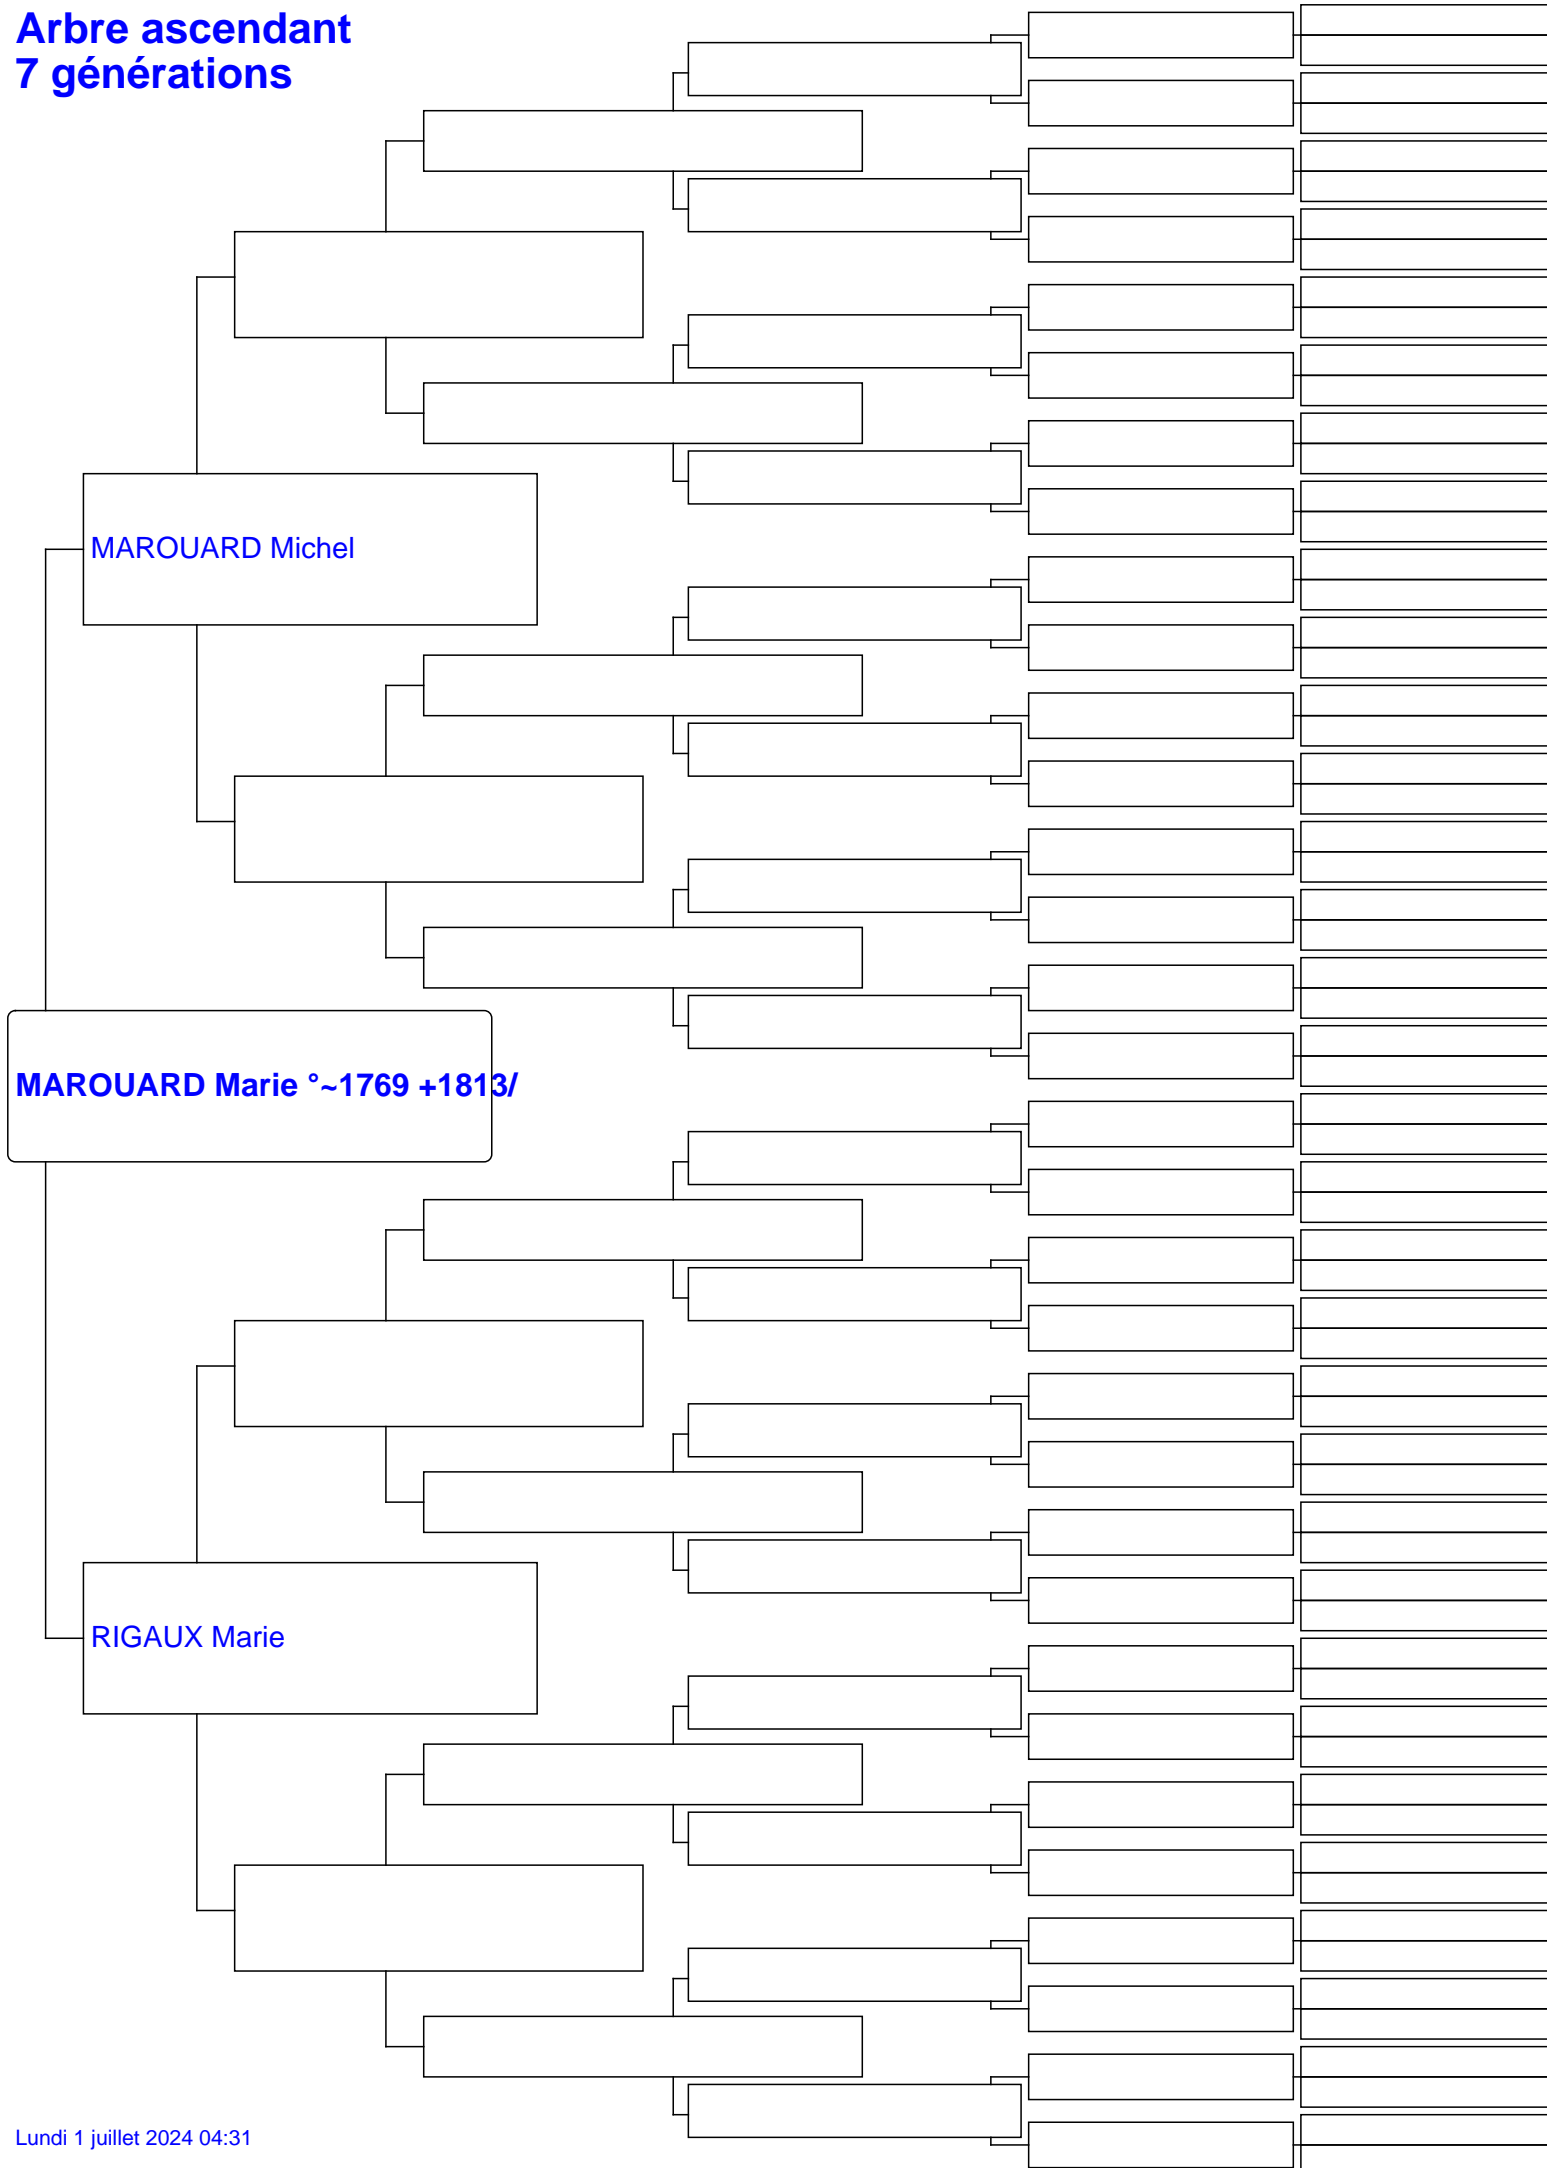 Arbre ascendant
7 générations
MAROUARD Michel
MAROUARD Marie °~1769 +1813/
RIGAUX Marie
Lundi 1 juillet 2024 04:31